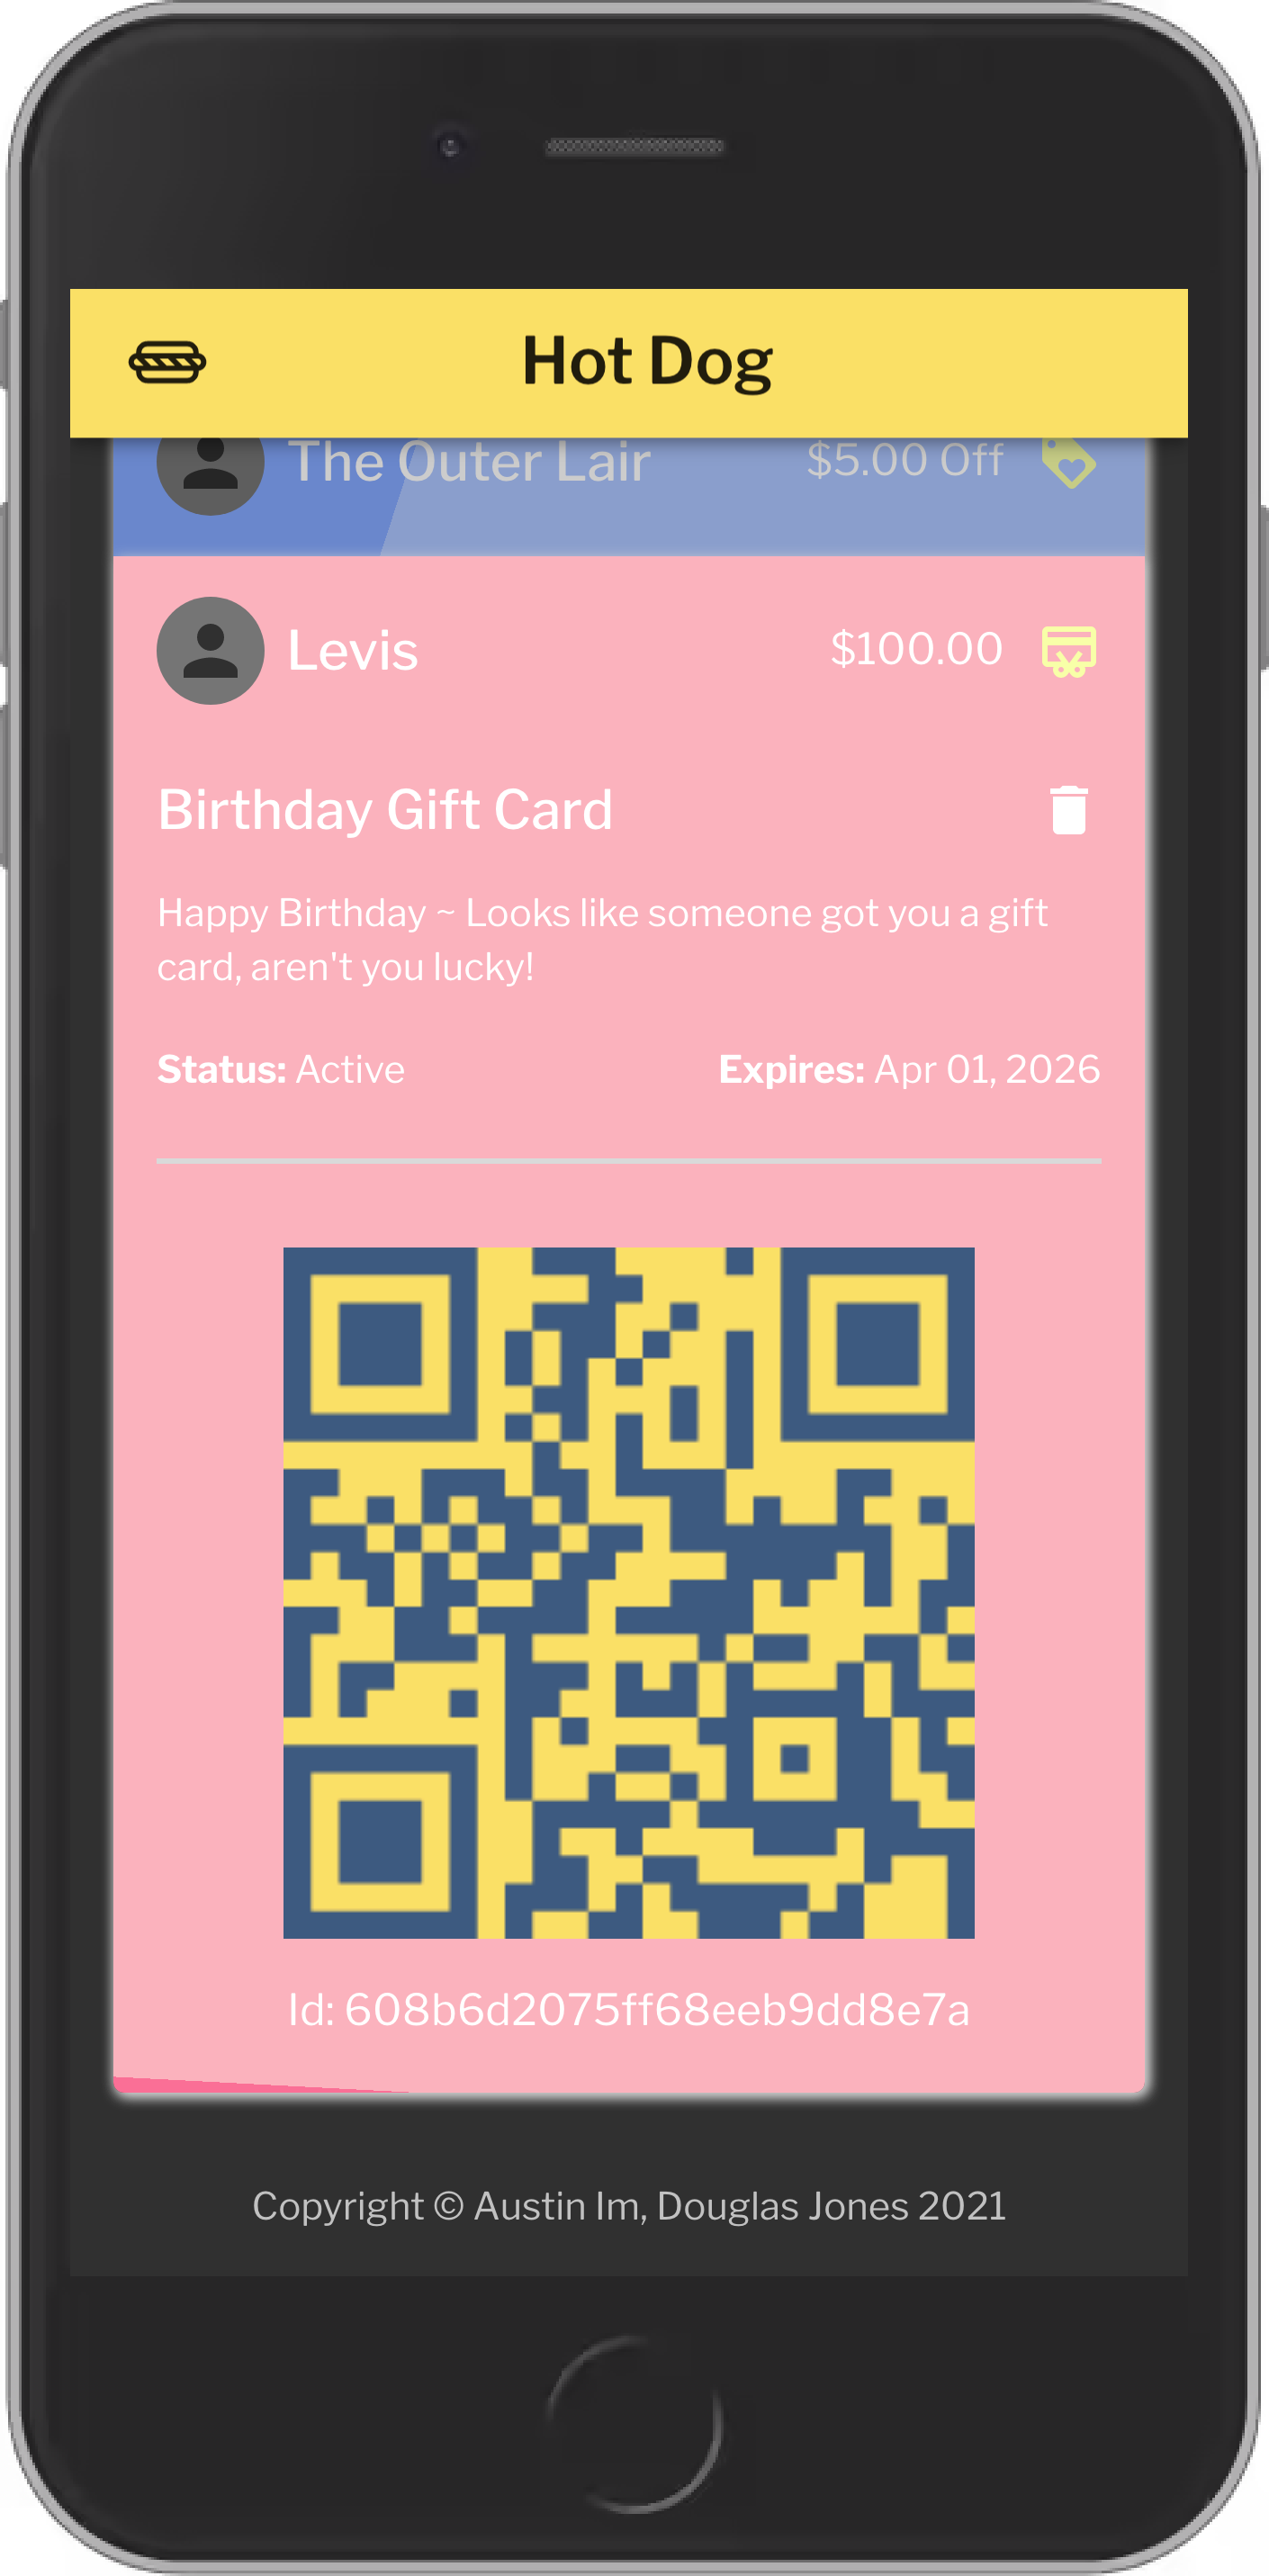 Hot Dog
The Outer Lair $5.00 Off
Levis $100.00
Birthday Gift Card
Happy Birthday ~ Looks like someone got you a gift
card, aren't you lucky!
Status: Active Expires: Apr 01, 2026
Id: 608b6d2075ff68eeb9dd8e7a
Copyright © Austin Im, Douglas Jones 2021